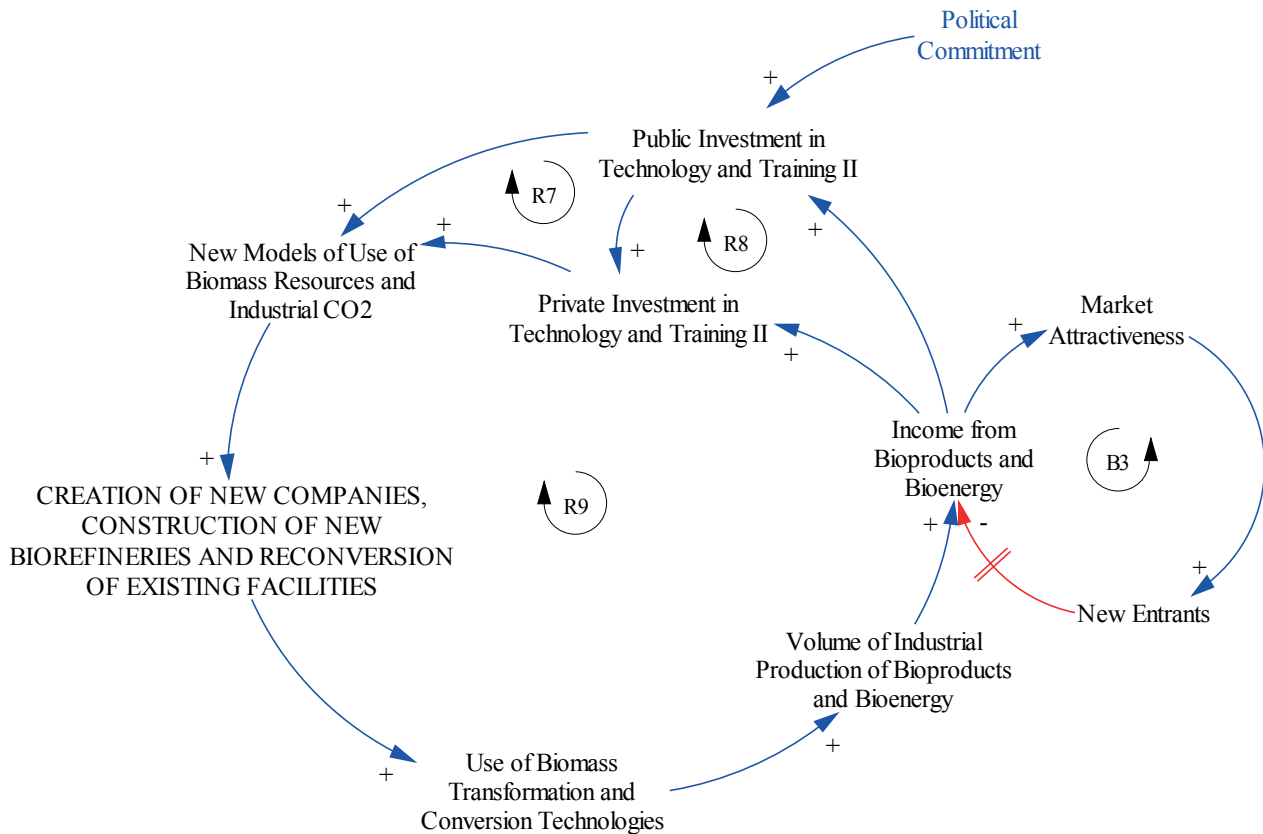 Political
Commitment
+
Public Investment in
Technology and Training II
R7
+
+
R8
+
+
New Models of Use of
Biomass Resources and
Industrial CO2
Private Investment in
Technology and Training II
+
Market
Attractiveness
+
+
Income from
Bioproducts and
Bioenergy
B3
+
CREATION OF NEW COMPANIES,
CONSTRUCTION OF NEW
BIOREFINERIES AND RECONVERSION
OF EXISTING FACILITIES
R9
+ -
+
New Entrants
Volume of Industrial
Production of Bioproducts
and Bioenergy
+
+
Use of Biomass
Transformation and
Conversion Technologies